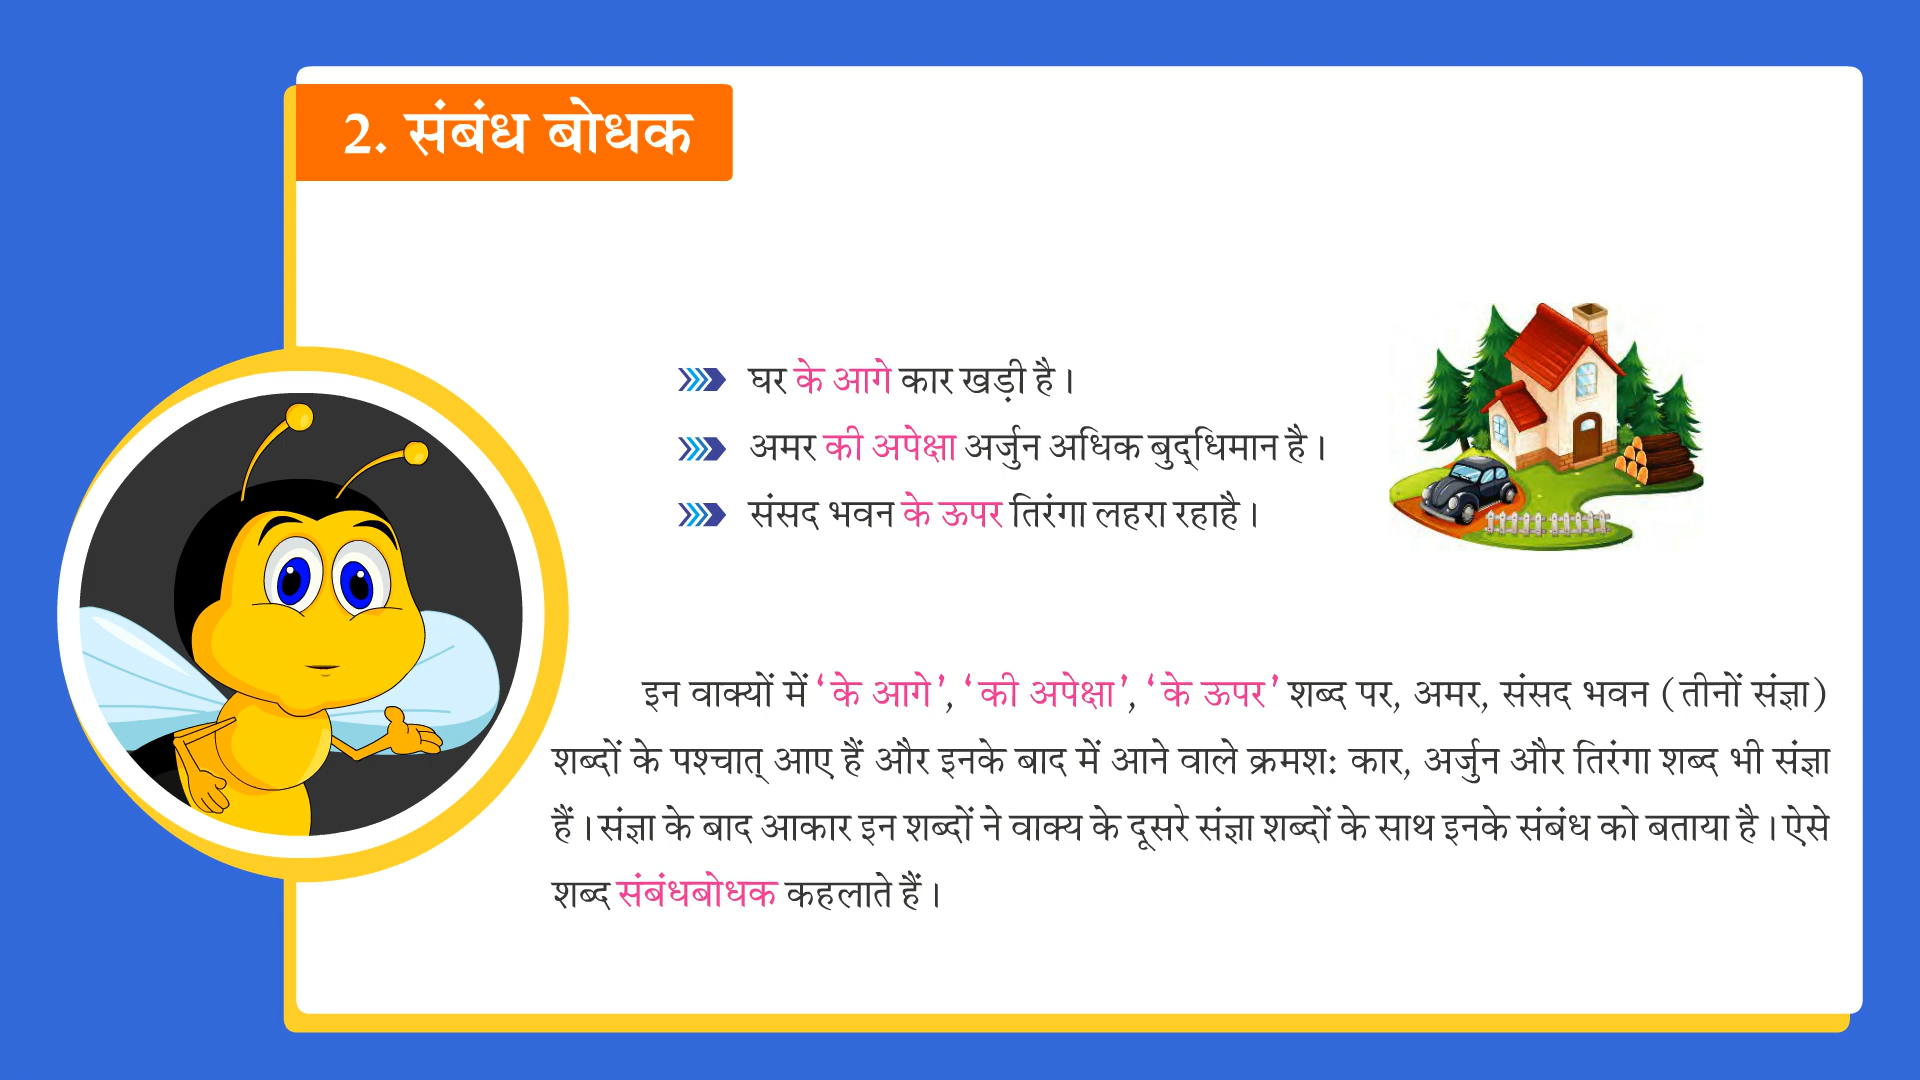 2. संबंध बोधक
घर के आगे कार खड़ी है।
अमर की अपेक्षा अर्जुन अधिक बुद्‌धिमान है।
संसद भवन के ऊपर तिरंगा लहरा रहाहै।
इन वाक्यों में ‘के आगे’, ‘की अपेक्षा’, ‘के ऊपर’ शब्द पर, अमर, संसद भवन (तीनों संज्ञा)
शब्दों के पश्चात् आए हैं और इनके बाद में आने वाले क्रमश: कार, अर्जुन और तिरंगा शब्द भी संज्ञा
हैं। संज्ञा के बाद आकार इन शब्दों ने वाक्य के दूसरे संज्ञा शब्दों के साथ इनके संबंध को बताया है। ऐसे
शब्द संबंधबोधक कहलाते हैं।